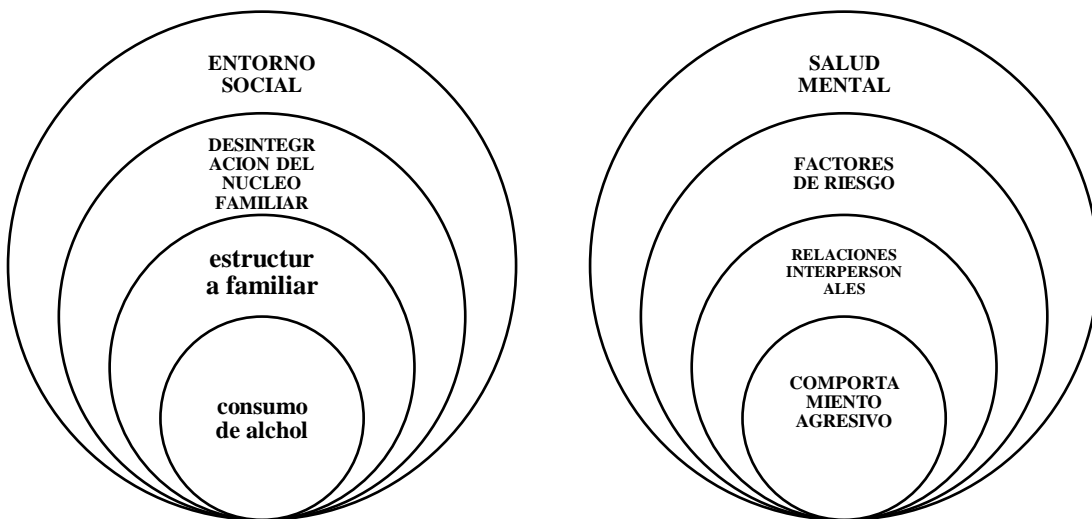 ENTORNO
SOCIAL
DESINTEGR
ACION DEL
NUCLEO
FAMILIAR
estructur
a familiar
consumo
de alchol
SALUD
MENTAL
FACTORES
DE RIESGO
RELACIONES
INTERPERSON
ALES
COMPORTA
MIENTO
AGRESIVO